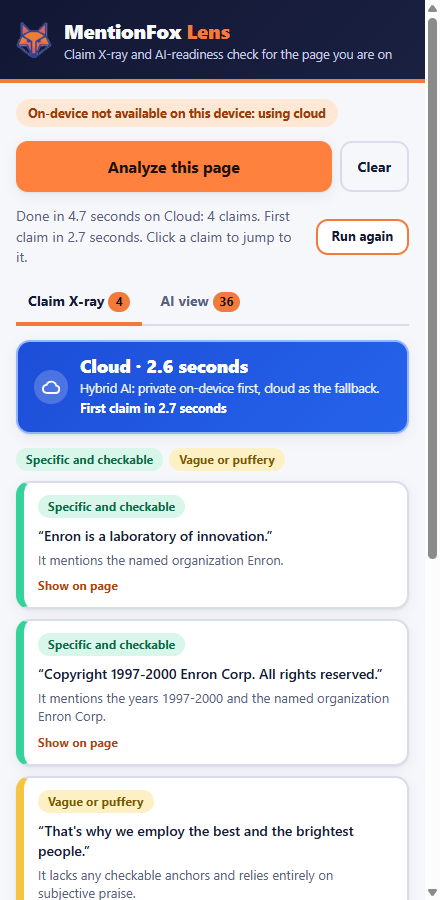 MentionFox Lens
Claim X-ray and AI-readiness check for the page you are on
On-device not available on this device: using cloud
Analyze this page
Clear
Done in 4.7 seconds on Cloud: 4 claims. First
claim in 2.7 seconds. Click a claim to jump to
it.
Run again
Claim X-ray 4
AI view 36
Cloud · 2.6 seconds
Hybrid AI: private on-device first, cloud as the fallback.
First claim in 2.7 seconds
Specific and checkable
Vague or puffery
Specific and checkable
“Enron is a laboratory of innovation.”
It mentions the named organization Enron.
Show on page
Specific and checkable
“Copyright 1997-2000 Enron Corp. All rights reserved.”
It mentions the years 1997-2000 and the named organization
Enron Corp.
Show on page
Vague or puffery
“That's why we employ the best and the brightest
people.”
It lacks any checkable anchors and relies entirely on
subjective praise.